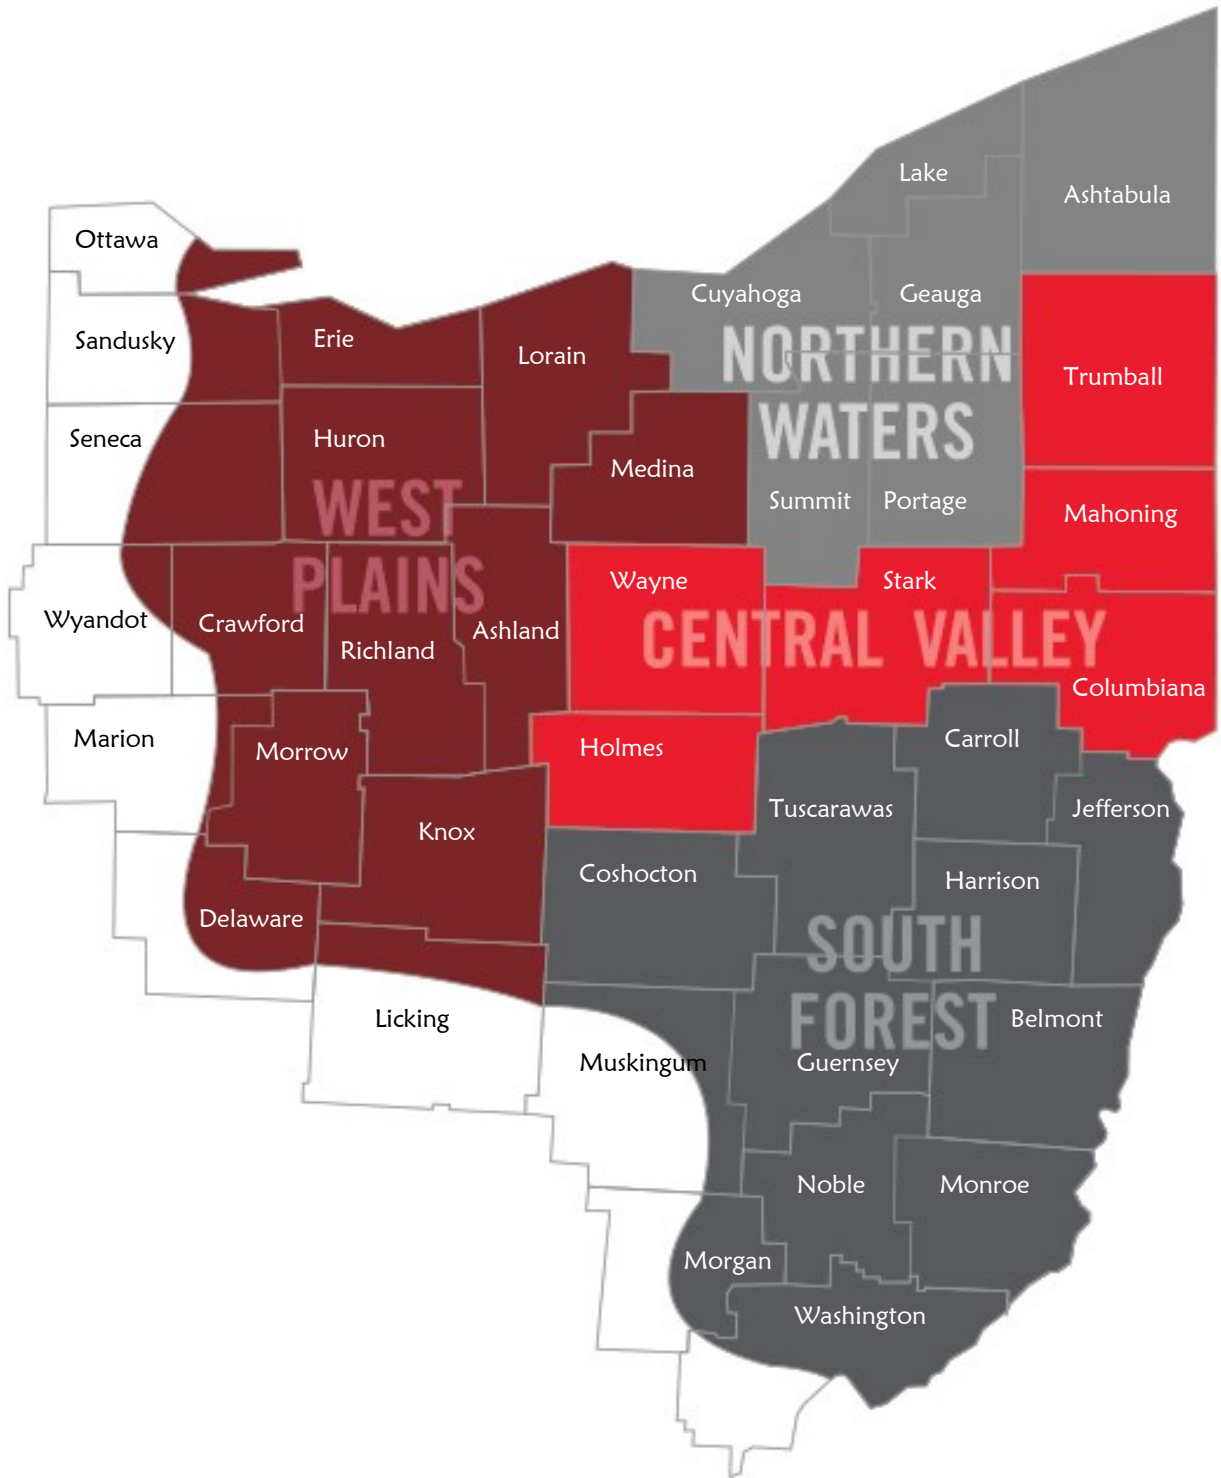 Lake
Ashtabula
Ottawa
Cuyahoga
Geauga
Sandusky
Erie
Lorain
NORTHERN
WATERS
Trumball
Seneca
Huron
Medina
Summit
Portage
Mahoning
WEST
PLAINS
Wayne
Stark
Wyandot
Crawford
Richland
Ashland
CENTRAL VALLEY
Columbiana
Marion
Morrow
Holmes
Carroll
Knox
Tuscarawas
Jefferson
Coshocton
Harrison
Delaware
SOUTH
FOREST
Licking
Belmont
Muskingum
Guernsey
Noble
Monroe
Morgan
Washington